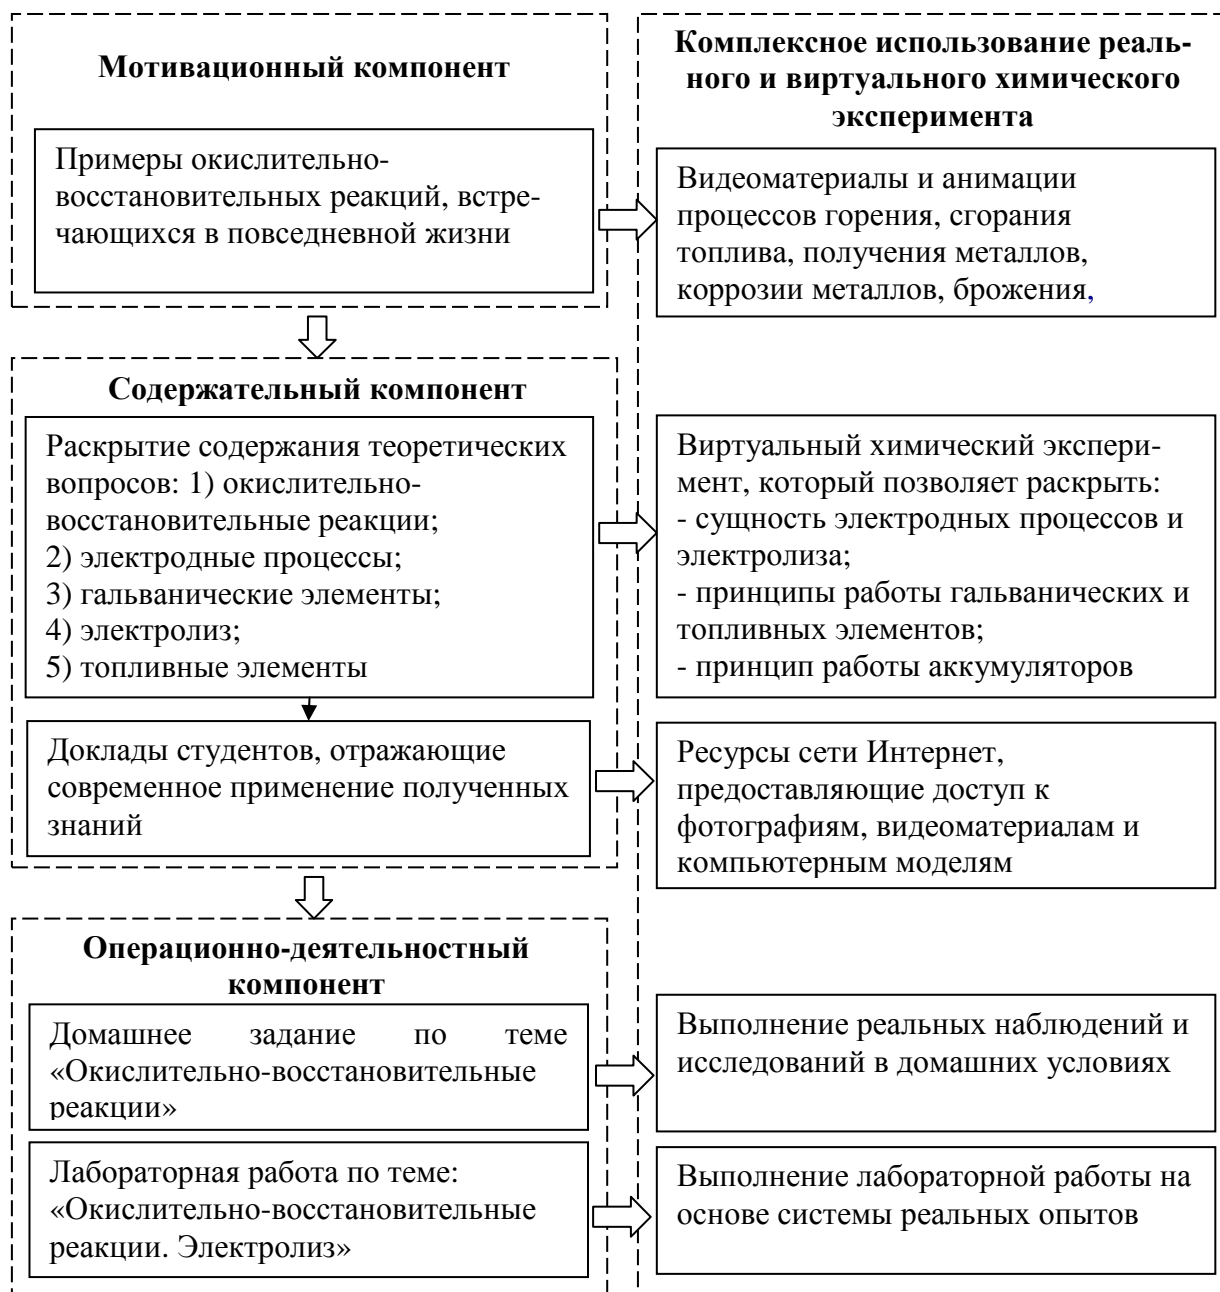 Мотивационный компонент
Примеры окислительно-
восстановительных реакций, встре-
чающихся в повседневной жизни
Комплексное использование реаль-
ного и виртуального химического
эксперимента
Видеоматериалы и анимации
процессов горения, сгорания
топлива, получения металлов,
коррозии металлов, брожения,
Содержательный компонент
Раскрытие содержания теоретических
вопросов: 1) окислительно-
восстановительные реакции;
2) электродные процессы;
3) гальванические элементы;
4) электролиз;
5) топливные элементы
Виртуальный химический экспери-
мент, который позволяет раскрыть:
- сущность электродных процессов и
электролиза;
- принципы работы гальванических и
топливных элементов;
- принцип работы аккумуляторов
Доклады студентов, отражающие
современное применение полученных
знаний
Ресурсы сети Интернет,
предоставляющие доступ к
фотографиям, видеоматериалам и
компьютерным моделям
Операционно-деятельностный
компонент
Домашнее задание по теме
«Окислительно-восстановительные
реакции»
Выполнение реальных наблюдений и
исследований в домашних условиях
Лабораторная работа по теме:
«Окислительно-восстановительные
реакции. Электролиз»
Выполнение лабораторной работы на
основе системы реальных опытов